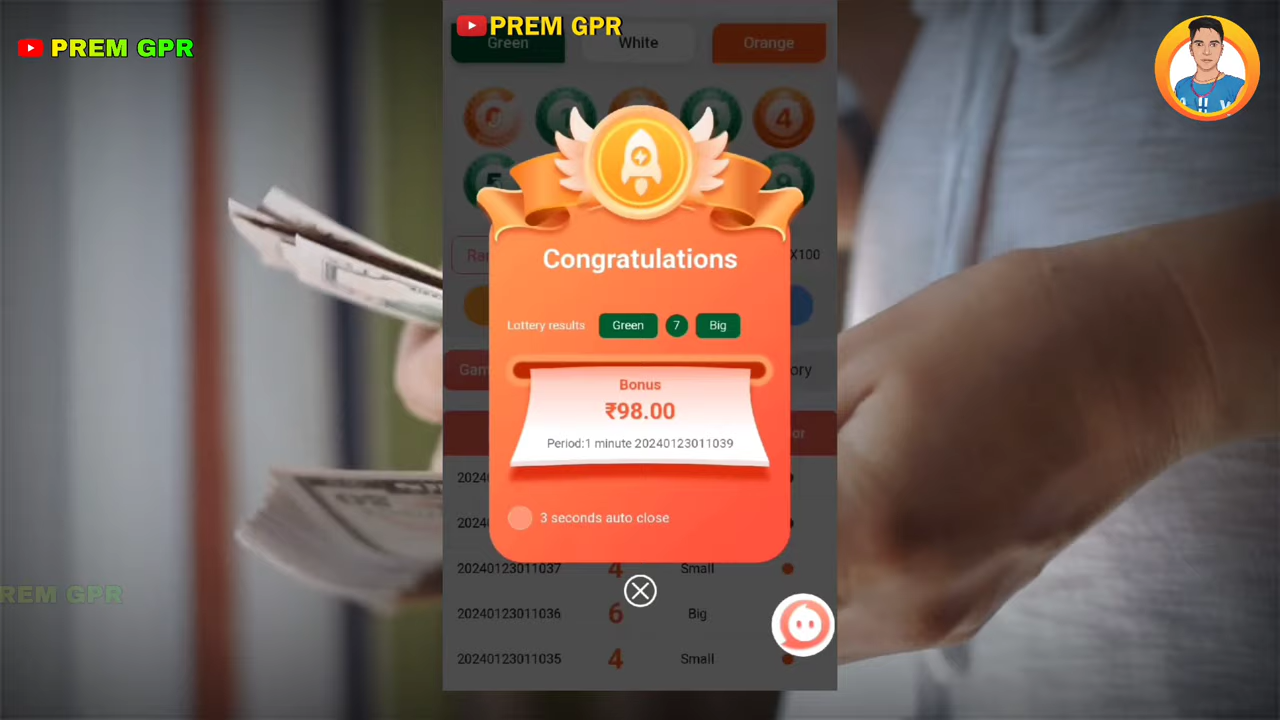 PREM GPR
PREM GPR
Green White Orange
4
X100
Congratulations
Lottery results Green 7 Big
Bonus
₹98.00
Period:1 minute 20240123011039
3 seconds auto close
20240123011037 4 Small
20240123011036 6 Big
20240123011035 4 Small
REM GPR